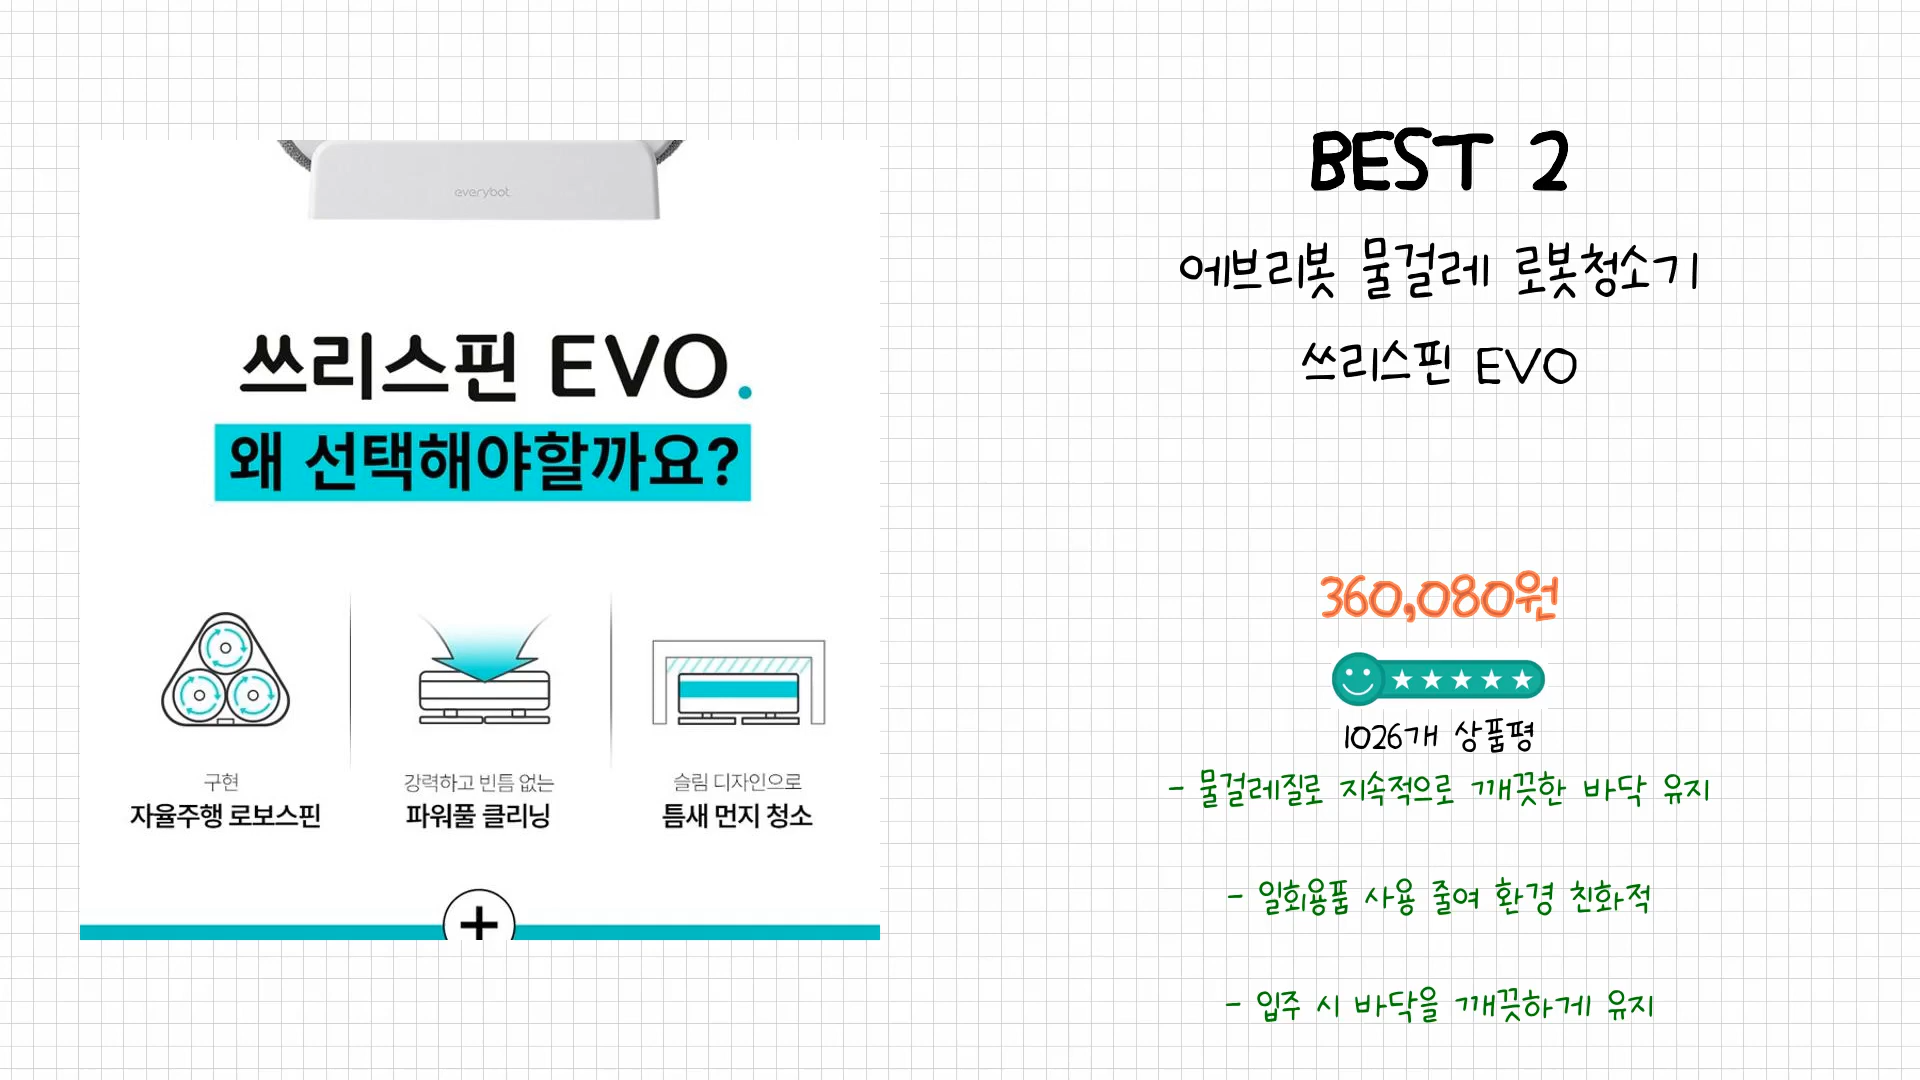 everybot
쓰리스핀 EVO.
왜 선택해야할까요?
구현
자율주행 로보스핀
강력하고 빈틈 없는
파워풀 클리닝
슬림 디자인으로
틈새 먼지 청소
BEST 2
에브리봇 물걸레 로봇청소기
쓰리스핀 EVO
360,080원
1026개 상품평
- 물걸레질로 지속적으로 깨끗한 바닥 유지
- 일회용품 사용 줄여 환경 친화적
- 입주 시 바닥을 깨끗하게 유지